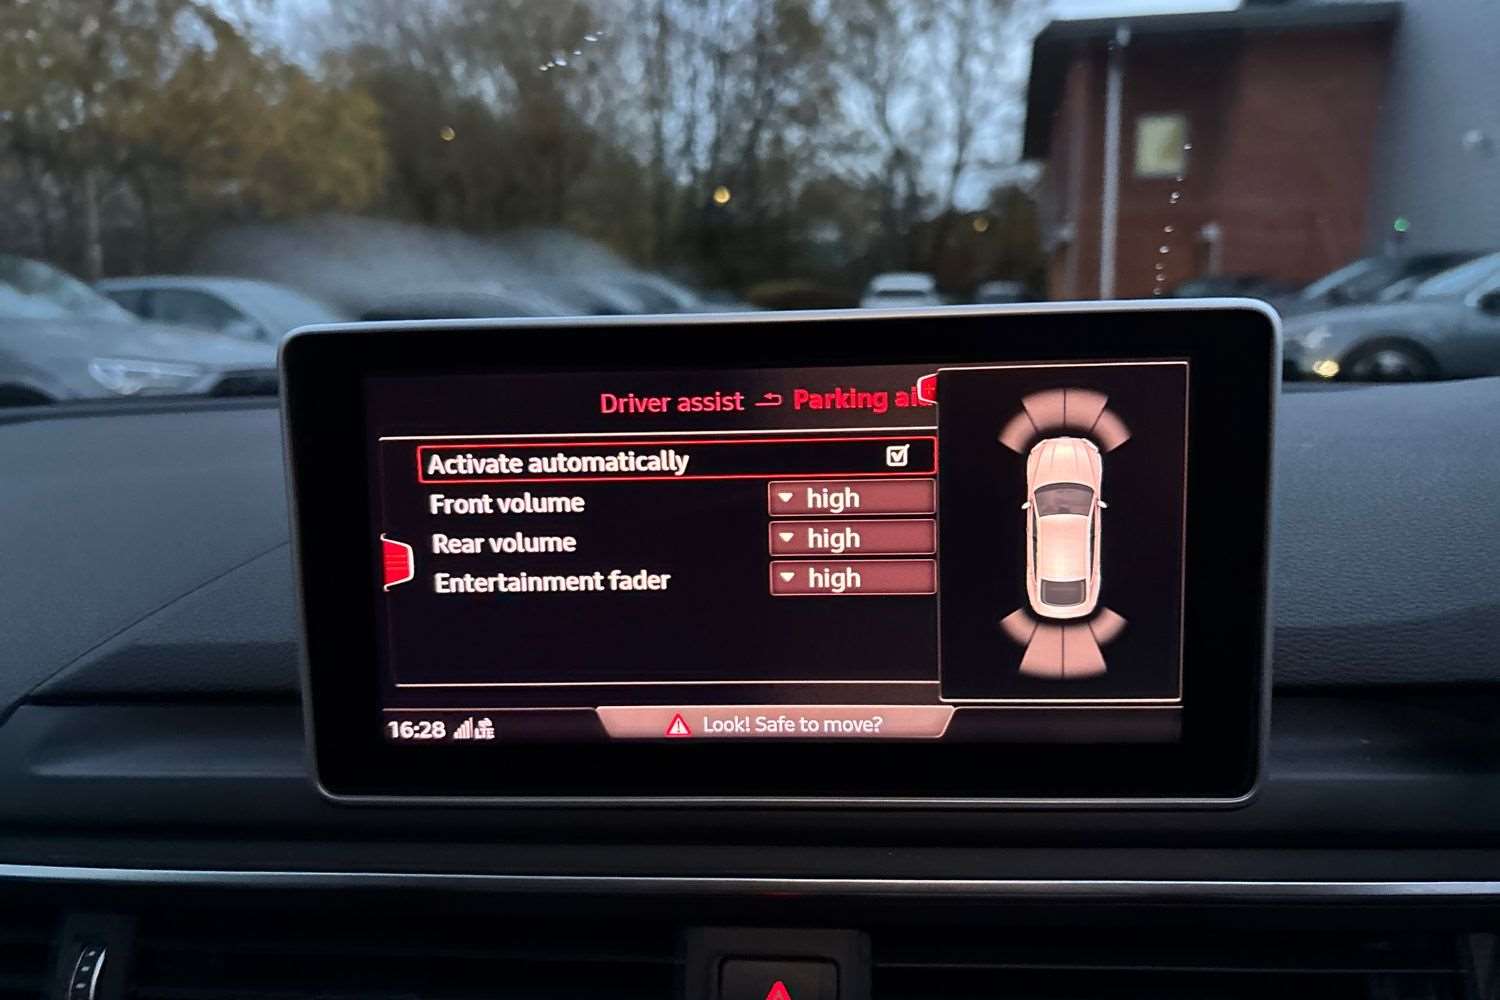 Driver assist Parking ai
Activate automatically
Front volume high
Rear volume high
Entertainment fader high
16:28 LTE Look! Safe to move?